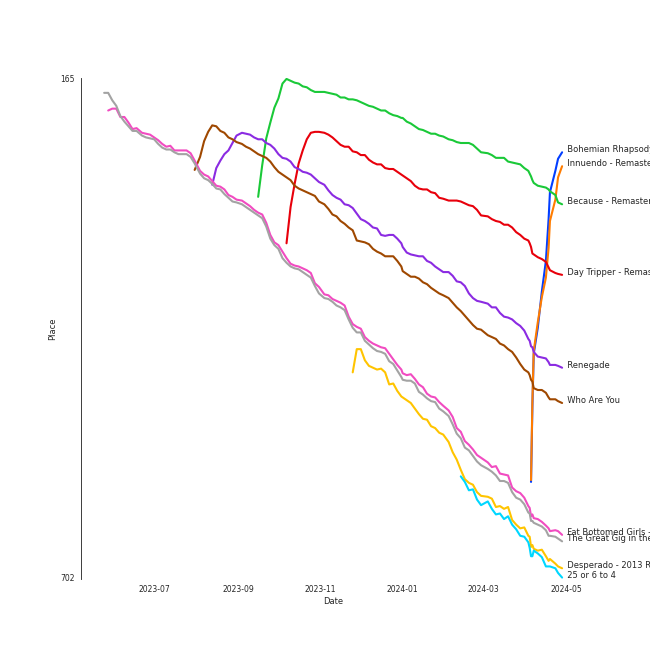 165
Bohemian Rhapsody
Innuendo - Remaste
Because - Remaster
Day Tripper - Remas
Place
Renegade
Who Are You
Fat Bottomed Girls -
The Great Gig in the
Desperado - 2013 R
25 or 6 to 4
702
2023-07 2023-09 2023-11 2024-01 2024-03 2024-05
Date